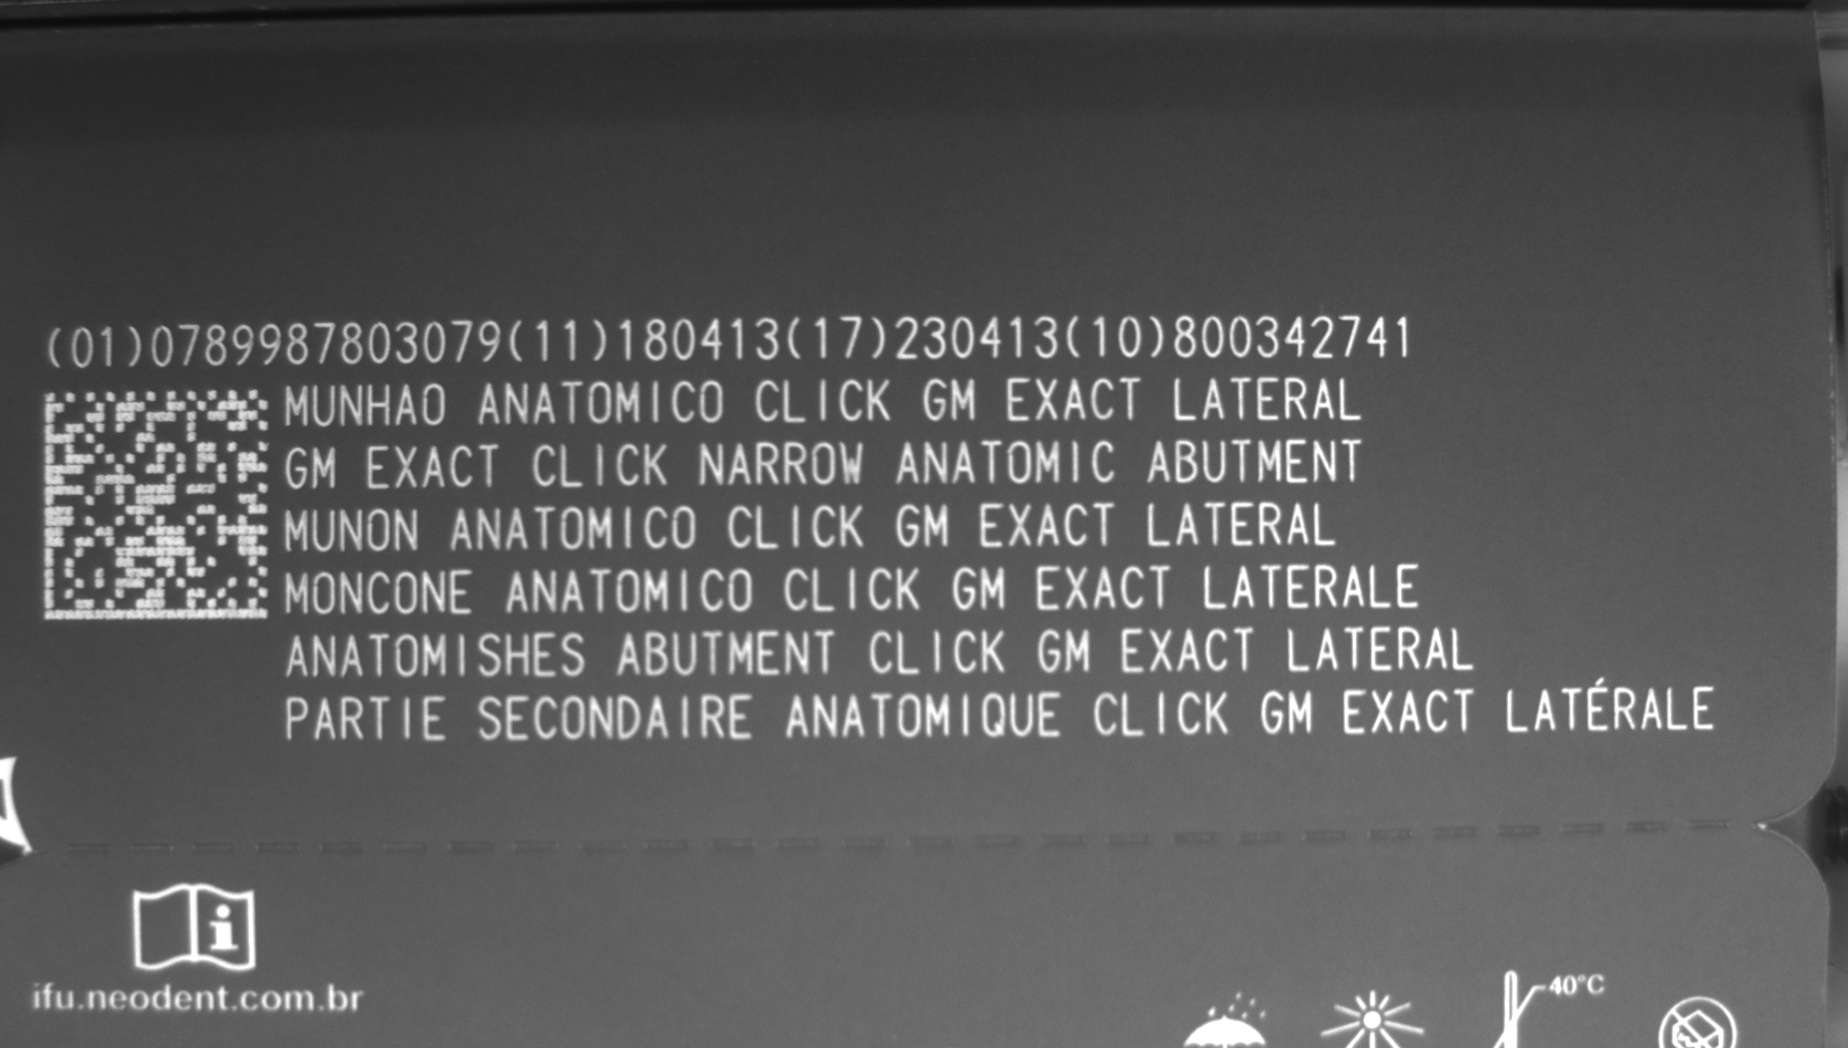 (01)0789987803079(11)180413(17)230413(10)800342741
MUNHAO ANATOMICO CLICK GM EXACT LATERAL
GM EXACT CLICK NARROW ANATOMIC ABUTMENT
MUNON ANATOMICO CLICK GM EXACT LATERAL
MONCONE ANATOMICO CLICK GM EXACT LATERALE
ANATOMISHES ABUTMENT CLICK GM EXACT LATERAL
PARTIE SECONDAIRE ANATOMIQUE CLICK GM EXACT LATÉRALE
ifu.neodent.com.br
40°C